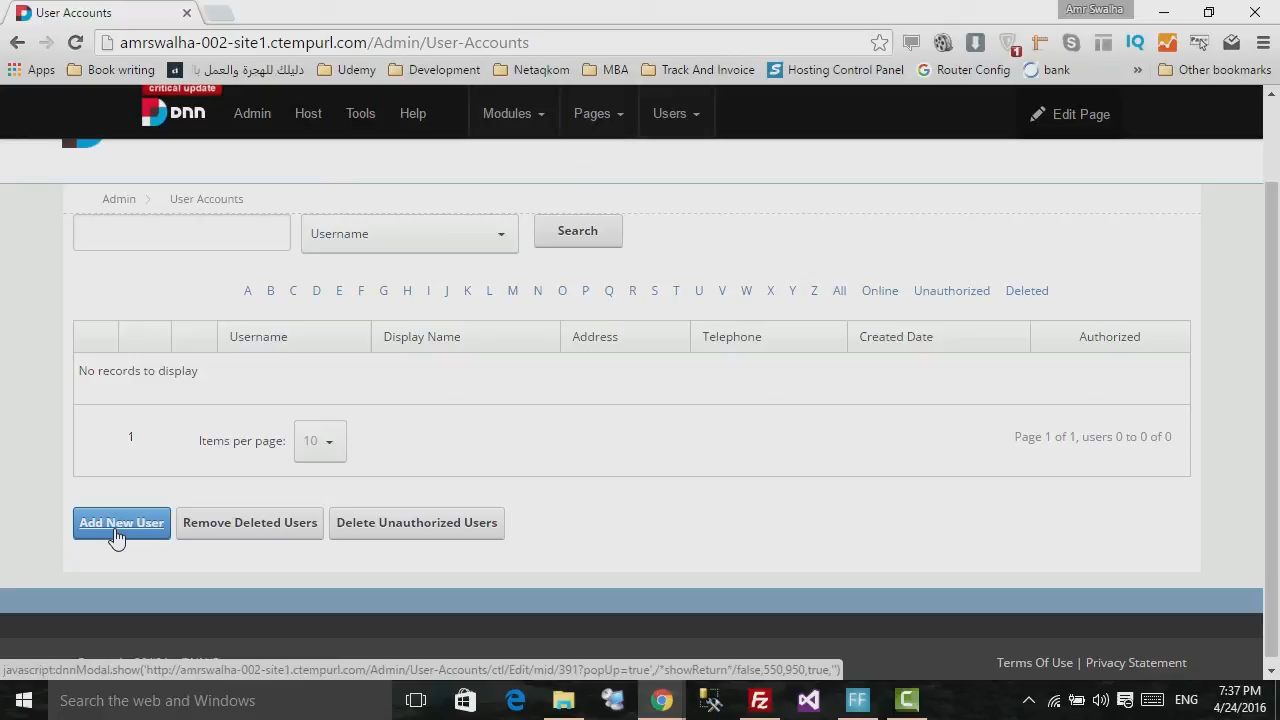 User Accounts
Amr Swalha
amrswalha-002-site1.ctempurl.com/Admin/User-Accounts
Apps Book writing دليلك للهجرة والعمل با Udemy Development Netaqkom MBA Track And Invoice Hosting Control Panel Router Config bank » Other bookmarks
critical update
DNN Admin Host Tools Help Modules Pages Users Edit Page
Admin User Accounts
Username Search
A B C D E F G H I J K L M N O P Q R S T U V W X Y Z All Online Unauthorized Deleted
Username Display Name Address Telephone Created Date Authorized
No records to display
1 Items per page: 10 Page 1 of 1, users 0 to 0 of 0
Add New User Remove Deleted Users Delete Unauthorized Users
Terms Of Use | Privacy Statement
javascript:dnnModal.show('http://amrswalha-002-site1.ctempurl.com/Admin/User-Accounts/ctl/Edit/mid/391?popUp=true',/*showReturn*/false,550,950,true,'')
Search the web and Windows
ENG
7:37 PM
4/24/2016